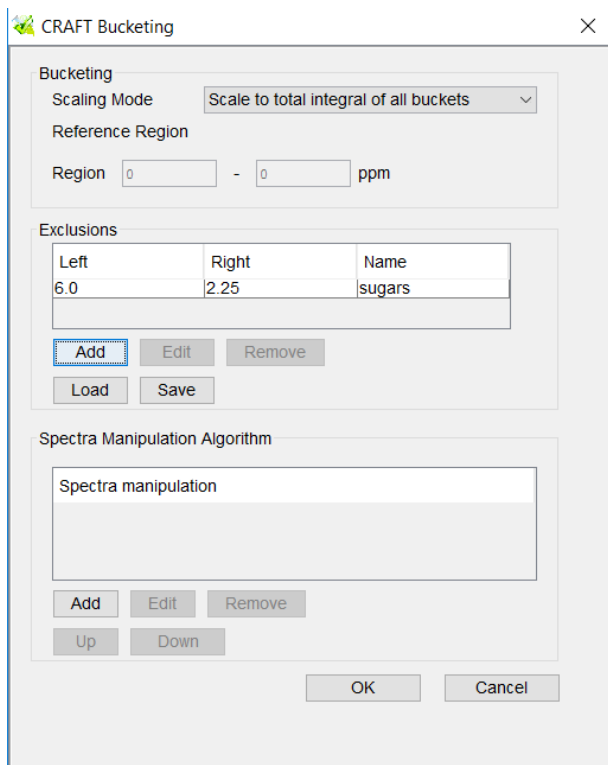 CRAFT Bucketing
Bucketing
Scaling Mode Scale to total integral of all buckets
Reference Region
Region 0 - 0 ppm
Exclusions
Left Right Name
6.0 2.25 sugars
Add Edit Remove
Load Save
Spectra Manipulation Algorithm
Spectra manipulation
Add Edit Remove
Up Down
OK Cancel